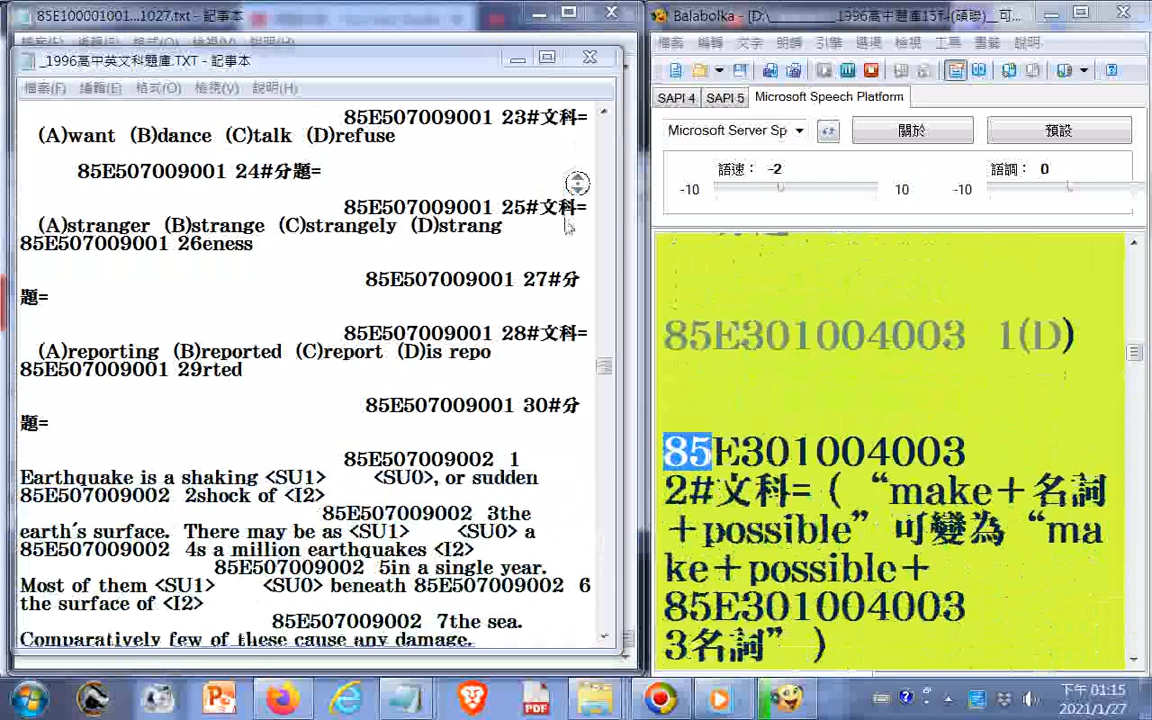 85E100001001...1027.txt - 記事本
_1996高中英文科題庫.TXT - 記事本
檔案(F) 編輯(E) 格式(O) 檢視(V) 說明(H)
85E507009001 23#文科=
(A)want (B)dance (C)talk (D)refuse
85E507009001 24#分題=
85E507009001 25#文科=
(A)stranger (B)strange (C)strangely (D)strang
85E507009001 26eness
85E507009001 27#分
題=
85E507009001 28#文科=
(A)reporting (B)reported (C)report (D)is repo
85E507009001 29rted
85E507009001 30#分
題=
85E507009002 1
Earthquake is a shaking <SU1> <SU0>, or sudden
85E507009002 2shock of <I2>
85E507009002 3the
earth's surface. There may be as <SU1> <SU0> a
85E507009002 4s a million earthquakes <I2>
85E507009002 5in a single year.
Most of them <SU1> <SU0> beneath 85E507009002 6
the surface of <I2>
85E507009002 7the sea.
Comparatively few of these cause any damage.
Balabolka - [D:\________1996高中題庫15科(碩聯)__可...
檔案 編輯 文字 朗讀 引擎 選項 檢視 工具 書籤 說明
SAPI 4 SAPI 5 Microsoft Speech Platform
Microsoft Server Sp 關於 預設
語速: -2 語調: 0
-10 10 -10
85E301004003 1(D)
85E301004003
2#文科=(“make＋名詞
＋possible”可變為“ma
ke＋possible＋
85E301004003
3名詞”)
PDF
下午 01:15
2021/1/27